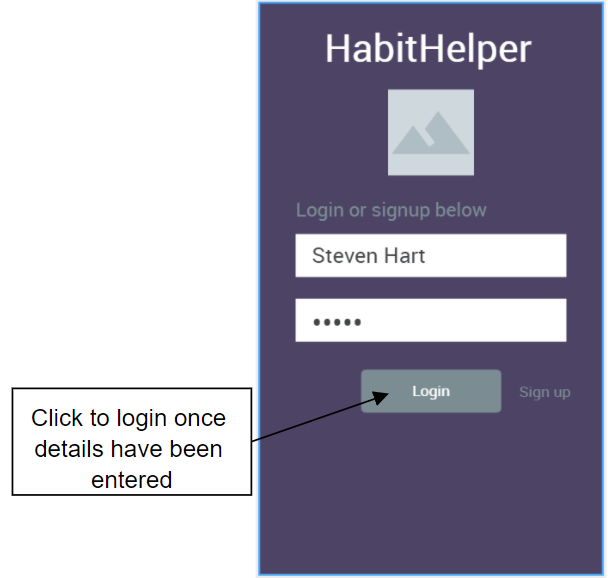 HabitHelper
Login or signup below
Steven Hart
•••••
Login
Sign up
Click to login once
details have been
entered